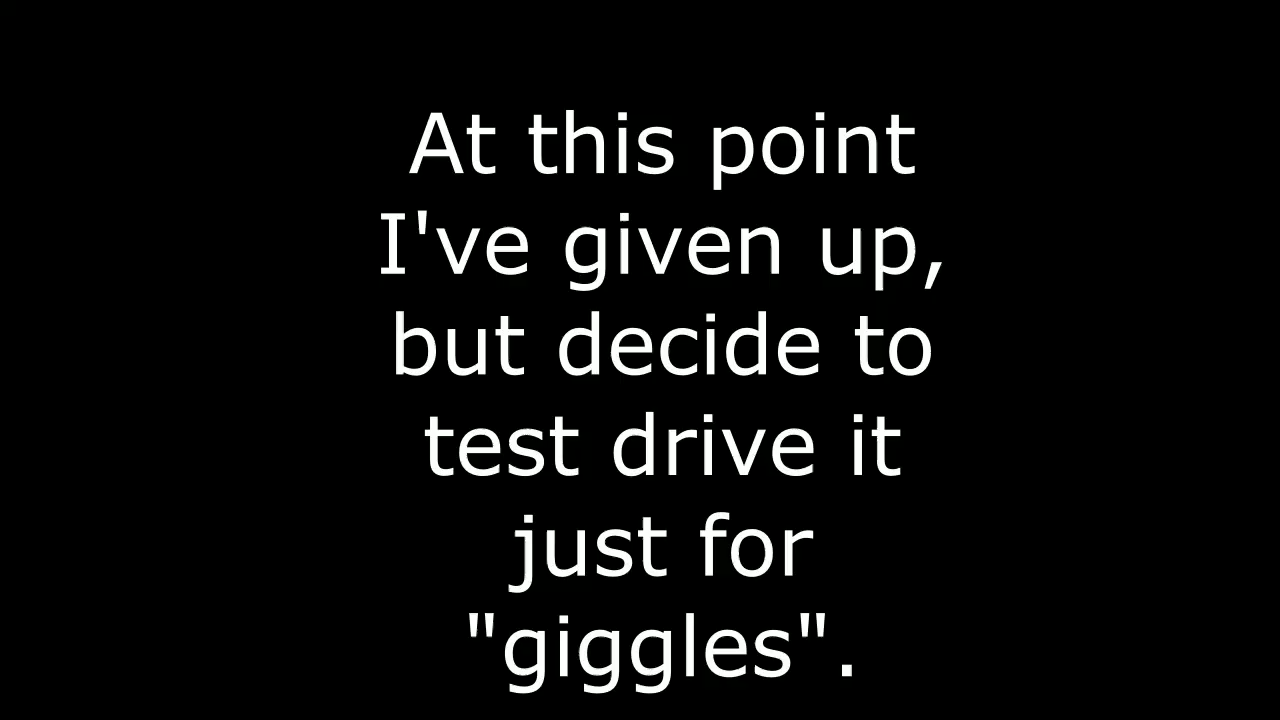 At this point
I've given up,
but decide to
test drive it
just for
"giggles".